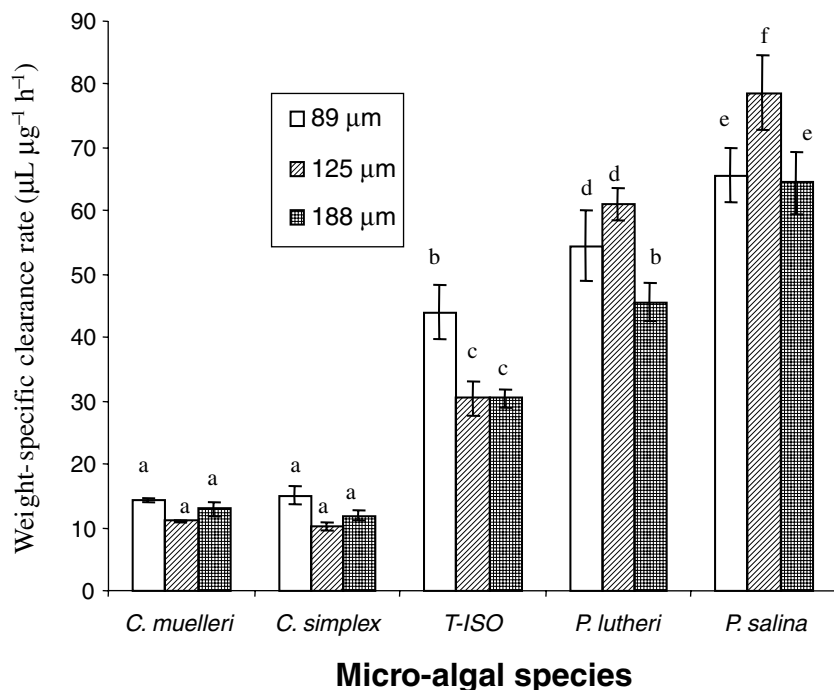 Weight-specific clearance rate (µL µg⁻¹ h⁻¹)
90
80
70
60
50
40
30
20
10
0
89 µm
125 µm
188 µm
a
a
a
a
a
a
b
c
c
d
d
b
e
f
e
C. muelleri
C. simplex
T-ISO
P. lutheri
P. salina
Micro-algal species